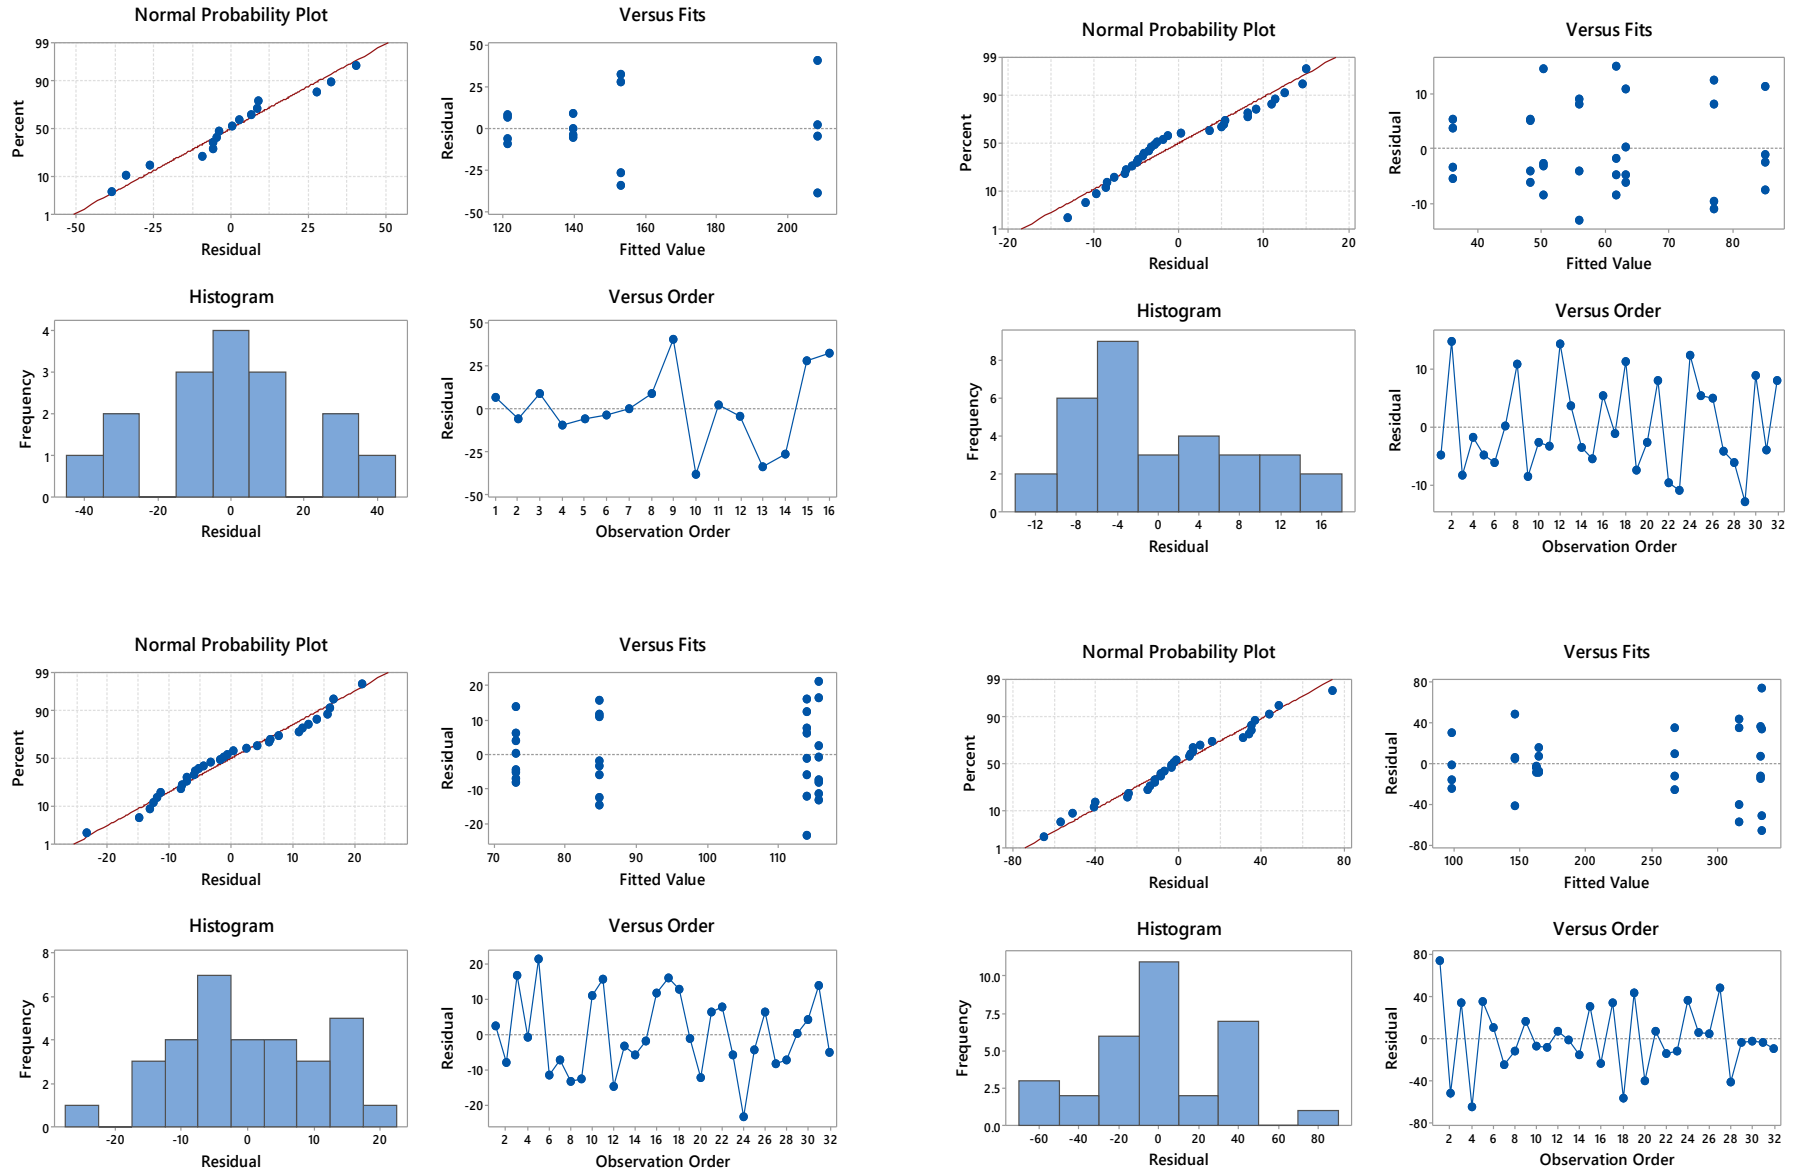 Normal Probability Plot
Versus Fits
99
90
50
10
1
-50
-25
0
25
50
Percent
Residual
50
25
0
-25
-50
120
140
160
180
200
Residual
Fitted Value
Histogram
Versus Order
4
3
2
1
0
-40
-20
0
20
40
Frequency
Residual
50
25
0
-25
-50
1 2 3 4 5 6 7 8 9 10 11 12 13 14 15 16
Residual
Observation Order
Normal Probability Plot
Versus Fits
99
90
50
10
1
-20
-10
0
10
20
Percent
Residual
10
0
-10
40
50
60
70
80
Residual
Fitted Value
Histogram
Versus Order
8
6
4
2
0
-12
-8
-4
0
4
8
12
16
Frequency
Residual
10
0
-10
2 4 6 8 10 12 14 16 18 20 22 24 26 28 30 32
Residual
Observation Order
Normal Probability Plot
Versus Fits
99
90
50
10
1
-20
-10
0
10
20
Percent
Residual
20
10
0
-10
-20
70
80
90
100
110
Residual
Fitted Value
Histogram
Versus Order
8
6
4
2
0
-20
-10
0
10
20
Frequency
Residual
20
10
0
-10
-20
2 4 6 8 10 12 14 16 18 20 22 24 26 28 30 32
Residual
Observation Order
Normal Probability Plot
Versus Fits
99
90
50
10
1
-80
-40
0
40
80
Percent
Residual
80
40
0
-40
-80
100
150
200
250
300
Residual
Fitted Value
Histogram
Versus Order
10.0
7.5
5.0
2.5
0.0
-60
-40
-20
0
20
40
60
80
Frequency
Residual
80
40
0
-40
-80
2 4 6 8 10 12 14 16 18 20 22 24 26 28 30 32
Residual
Observation Order